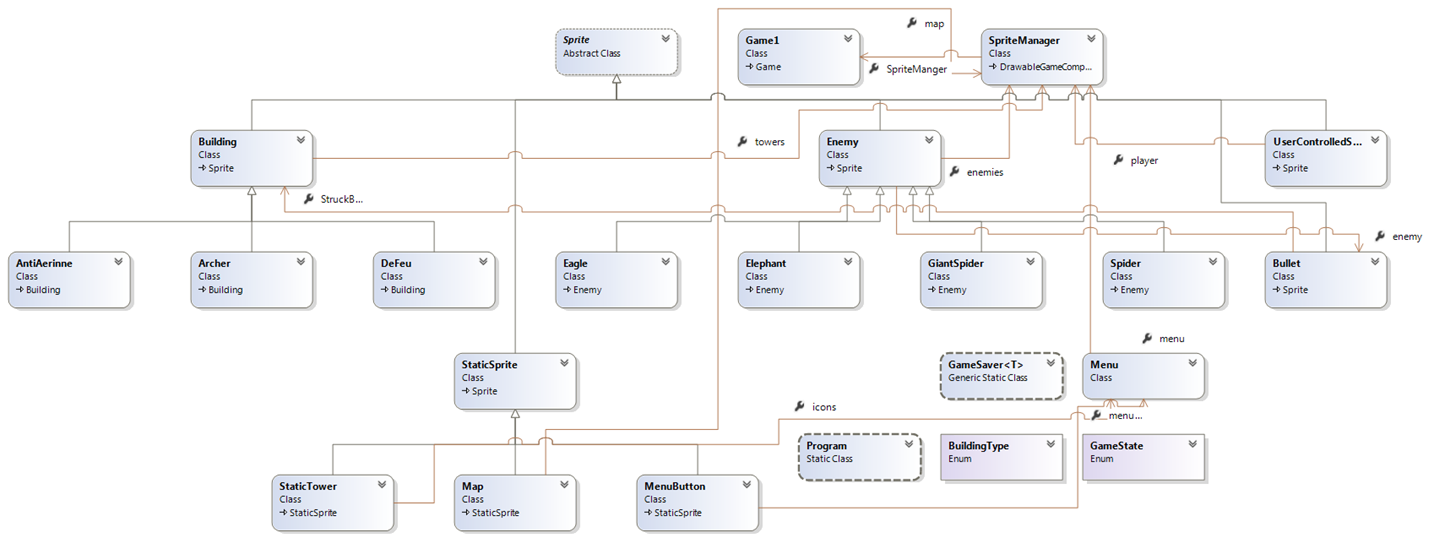 map
Sprite
Abstract Class
Game1
Class
Game
SpriteManager
Class
DrawableGameComp...
SpriteManger
Building
Class
Sprite
towers
Enemy
Class
Sprite
enemies
player
UserControlledS...
Class
Sprite
StruckB...
enemy
AntiAerinne
Class
Building
Archer
Class
Building
DeFeu
Class
Building
Eagle
Class
Enemy
Elephant
Class
Enemy
GiantSpider
Class
Enemy
Spider
Class
Enemy
Bullet
Class
Sprite
menu
StaticSprite
Class
Sprite
GameSaver<T>
Generic Static Class
Menu
Class
icons
menu...
Program
Static Class
BuildingType
Enum
GameState
Enum
StaticTower
Class
StaticSprite
Map
Class
StaticSprite
MenuButton
Class
StaticSprite